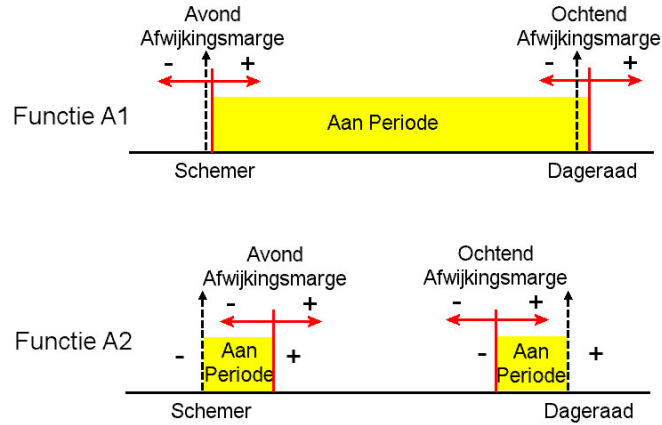 Avond
Afwijkingsmarge
Ochtend
Afwijkingsmarge
- +
- +
Functie A1
Aan Periode
Schemer
Dageraad
Avond
Afwijkingsmarge
Ochtend
Afwijkingsmarge
- +
- +
Functie A2
- Aan
Periode +
- Aan
Periode +
Schemer
Dageraad